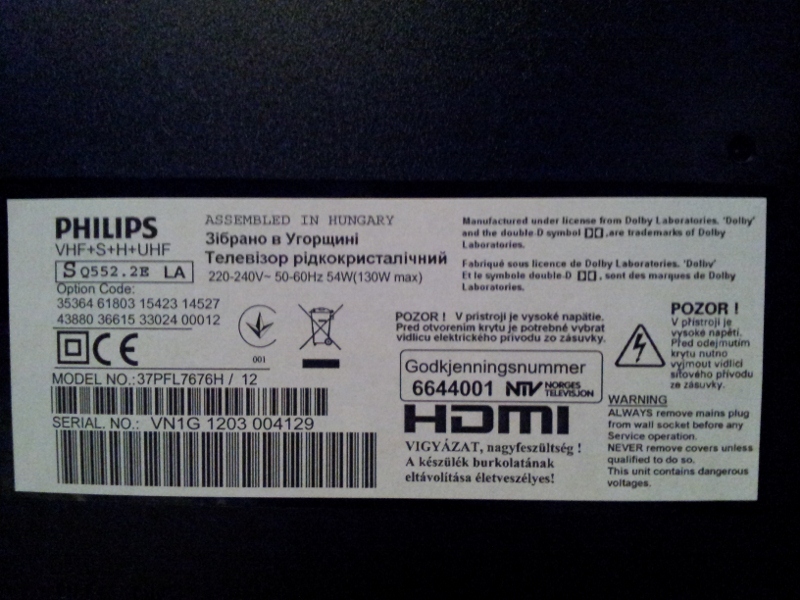 PHILIPS
VHF+S+H+UHF
S Q552.2E LA
Option Code:
35364 61803 15423 14527
43880 36615 33024 00012
ASSEMBLED IN HUNGARY
Зібрано в Угорщині
Телевізор рідкокристалічний
220-240V~ 50-60Hz 54W(130W max)
Manufactured under license from Dolby Laboratories. 'Dolby'
and the double-D symbol ,are trademarks of Dolby
Laboratories.
Fabriqué sous licence de Dolby Laboratories. 'Dolby'
Et le symbole double-D , sont des marques de Dolby
Laboratories.
CE
001
MODEL NO.:37PFL7676H / 12
SERIAL. NO.: VN1G 1203 004129
POZOR ! V pristroji je vysoké napätie.
Pred otvorením krytu je potrebné vybrat
vidlicu elektrického prívodu zo zásuvky.
Godkjenningsnummer
6644001 NTV NORGES
TELEVISJON
HDMI
VIGYÁZAT, nagyfeszültség !
A készülék burkolatának
eltávolítása életveszélyes!
POZOR !
V přístroji je
vysoké napětí.
Před odejmutím
krytu nutno
vyjmout vidlici
síťového přívodu
ze zásuvky.
WARNING
ALWAYS remove mains plug
from wall socket before any
Service operation.
NEVER remove covers unless
qualified to do so.
This unit contains dangerous
voltages.